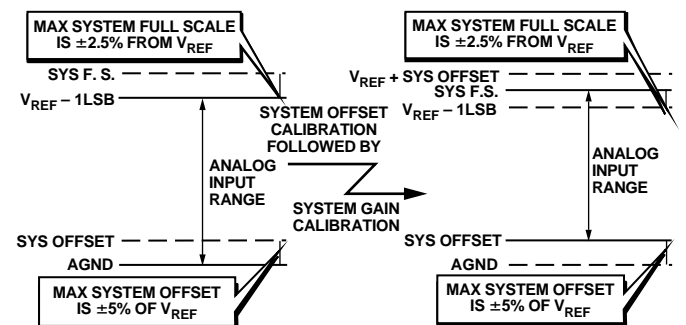 MAX SYSTEM FULL SCALE
IS ±2.5% FROM VREF
SYS F. S.
VREF – 1LSB
ANALOG
INPUT
RANGE
SYS OFFSET
AGND
MAX SYSTEM OFFSET
IS ±5% OF VREF
SYSTEM OFFSET
CALIBRATION
FOLLOWED BY
SYSTEM GAIN
CALIBRATION
MAX SYSTEM FULL SCALE
IS ±2.5% FROM VREF
VREF + SYS OFFSET
SYS F.S.
VREF – 1LSB
ANALOG
INPUT
RANGE
SYS OFFSET
AGND
MAX SYSTEM OFFSET
IS ±5% OF VREF